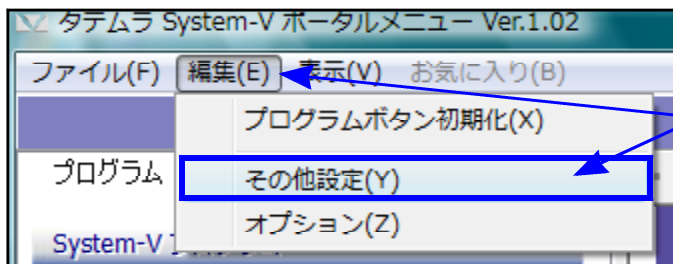 タテムラ System-V ポータルメニュー Ver.1.02
ファイル(F) 編集(E) 表示(V) お気に入り(B)
プログラムボタン初期化(X)
プログラム その他設定(Y)
オプション(Z)
System-V